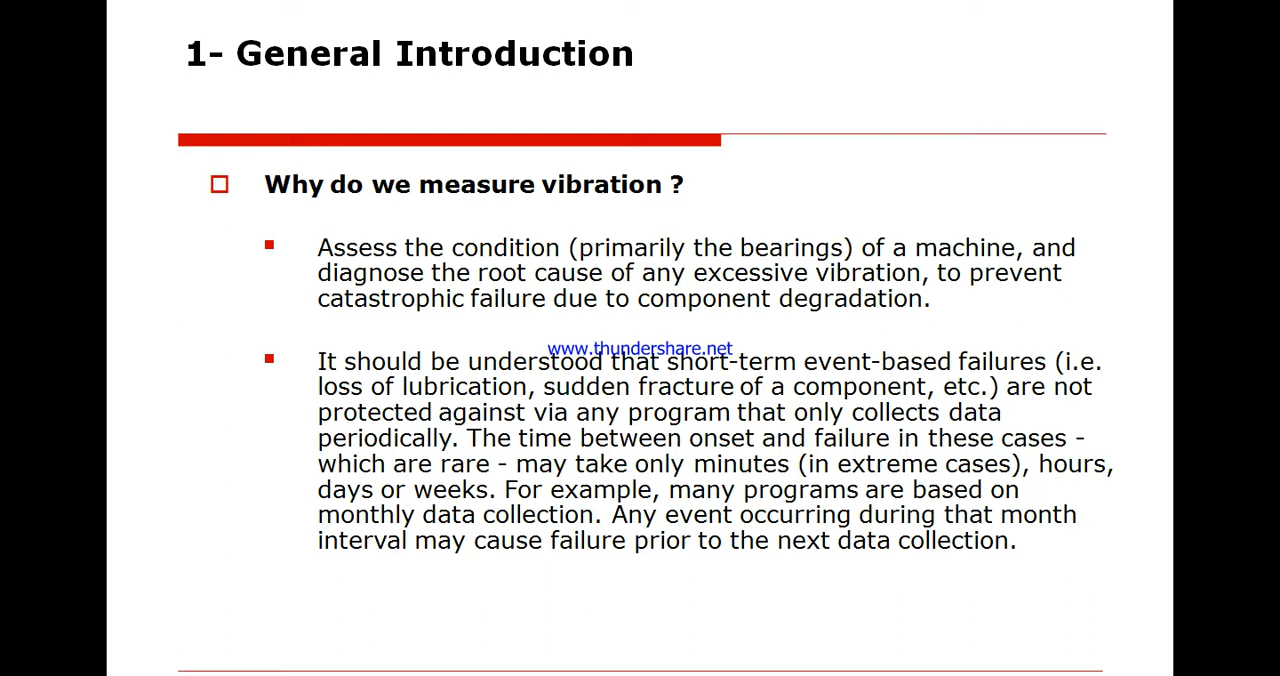 1- General Introduction
Why do we measure vibration ?
Assess the condition (primarily the bearings) of a machine, and
diagnose the root cause of any excessive vibration, to prevent
catastrophic failure due to component degradation.
www.thundershare.net
It should be understood that short-term event-based failures (i.e.
loss of lubrication, sudden fracture of a component, etc.) are not
protected against via any program that only collects data
periodically. The time between onset and failure in these cases -
which are rare - may take only minutes (in extreme cases), hours,
days or weeks. For example, many programs are based on
monthly data collection. Any event occurring during that month
interval may cause failure prior to the next data collection.